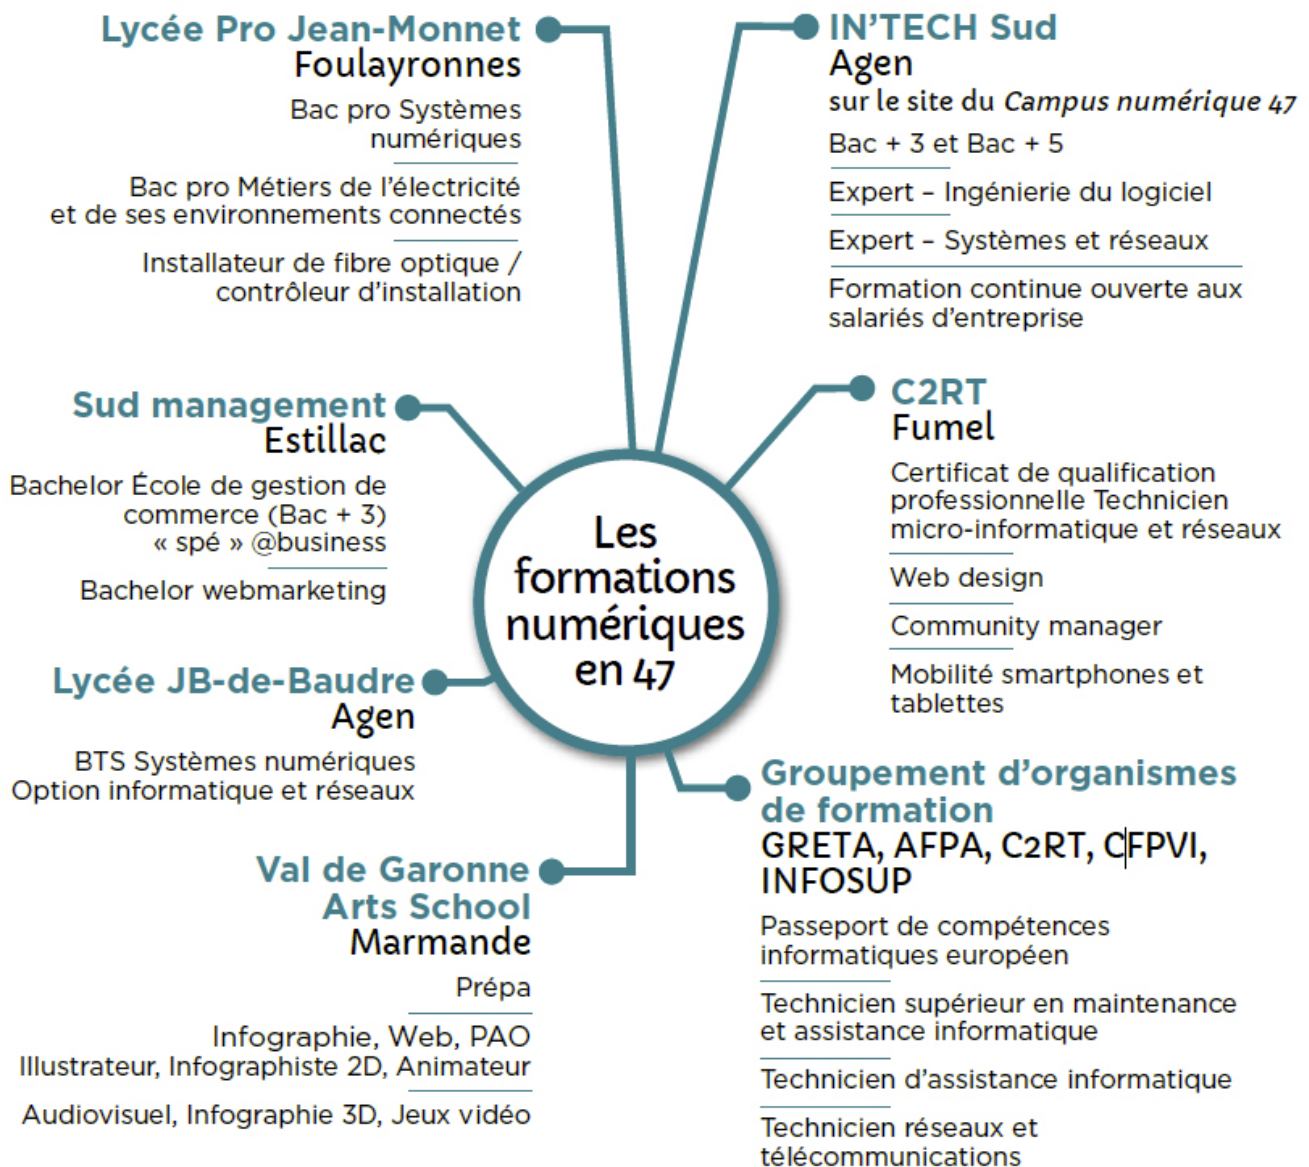 Lycée Pro Jean-Monnet
Foulayronnes
Bac pro Systèmes
numériques
Bac pro Métiers de l'électricité
et de ses environnements connectés
Installateur de fibre optique /
contrôleur d'installation
IN'TECH Sud
Agen
sur le site du Campus numérique 47
Bac + 3 et Bac + 5
Expert – Ingénierie du logiciel
Expert – Systèmes et réseaux
Formation continue ouverte aux
salariés d'entreprise
Sud management
Estillac
Bachelor École de gestion de
commerce (Bac + 3)
« spé » @business
Bachelor webmarketing
C2RT
Fumel
Certificat de qualification
professionnelle Technicien
micro-informatique et réseaux
Web design
Community manager
Mobilité smartphones et
tablettes
Les
formations
numériques
en 47
Lycée JB-de-Baudre
Agen
BTS Systèmes numériques
Option informatique et réseaux
Groupement d'organismes
de formation
GRETA, AFPA, C2RT, CFPVI,
INFOSUP
Passeport de compétences
informatiques européen
Technicien supérieur en maintenance
et assistance informatique
Technicien d'assistance informatique
Technicien réseaux et
télécommunications
Val de Garonne
Arts School
Marmande
Prépa
Infographie, Web, PAO
Illustrateur, Infographiste 2D, Animateur
Audiovisuel, Infographie 3D, Jeux vidéo